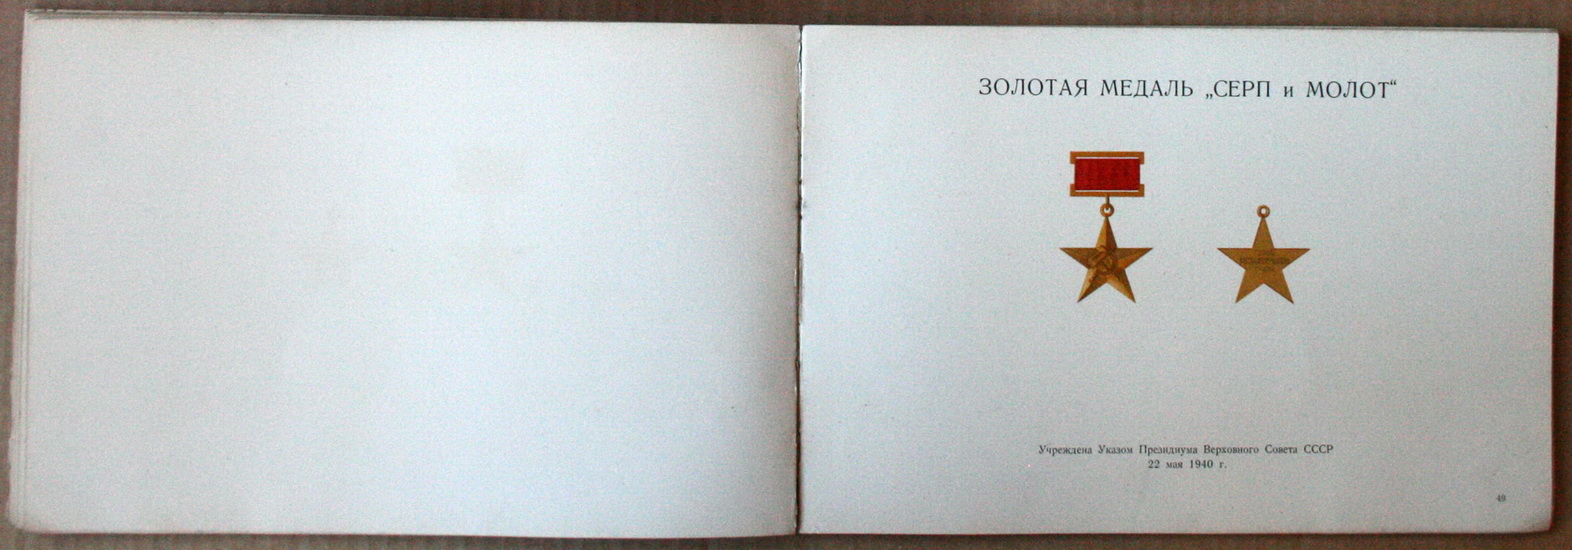 ЗОЛОТАЯ МЕДАЛЬ „СЕРП и МОЛОТ“
Учреждена Указом Президиума Верховного Совета СССР
22 мая 1940 г.
49